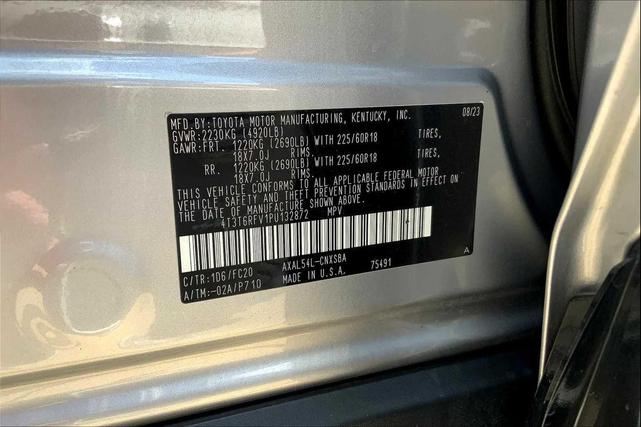 MFD.BY:TOYOTA MOTOR MANUFACTURING, KENTUCKY, INC. 08/23
GVWR:2230KG (4920LB)
GAWR:FRT. 1220KG (2690LB) WITH 225/60R18 TIRES,
18X7.0J RIMS.
RR. 1220KG (2690LB) WITH 225/60R18 TIRES,
18X7.0J RIMS.
THIS VEHICLE CONFORMS TO ALL APPLICABLE FEDERAL MOTOR
VEHICLE SAFETY AND THEFT PREVENTION STANDARDS IN EFFECT ON
THE DATE OF MANUFACTURE SHOWN ABOVE.
4T3T6RFV1PU132872 MPV
C/TR:1D6/FC20 AXAL54L-CNXSBA 75491 A
A/TM:-02A/P710 MADE IN U.S.A.